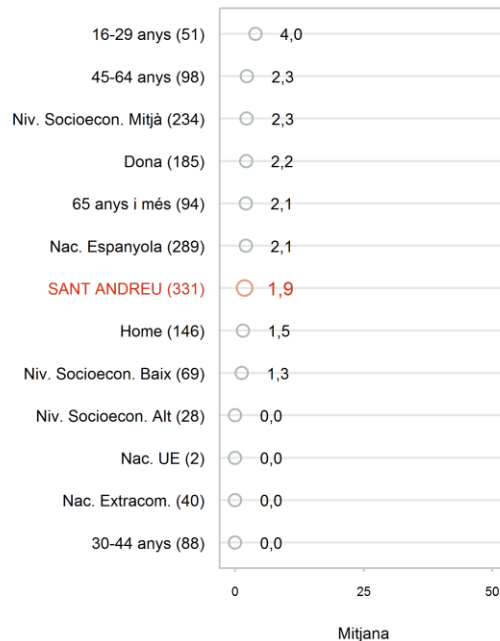 16-29 anys (51) 4,0
45-64 anys (98) 2,3
Niv. Socioecon. Mitjà (234) 2,3
Dona (185) 2,2
65 anys i més (94) 2,1
Nac. Espanyola (289) 2,1
SANT ANDREU (331) 1,9
Home (146) 1,5
Niv. Socioecon. Baix (69) 1,3
Niv. Socioecon. Alt (28) 0,0
Nac. UE (2) 0,0
Nac. Extracom. (40) 0,0
30-44 anys (88) 0,0
0 25 50
Mitjana